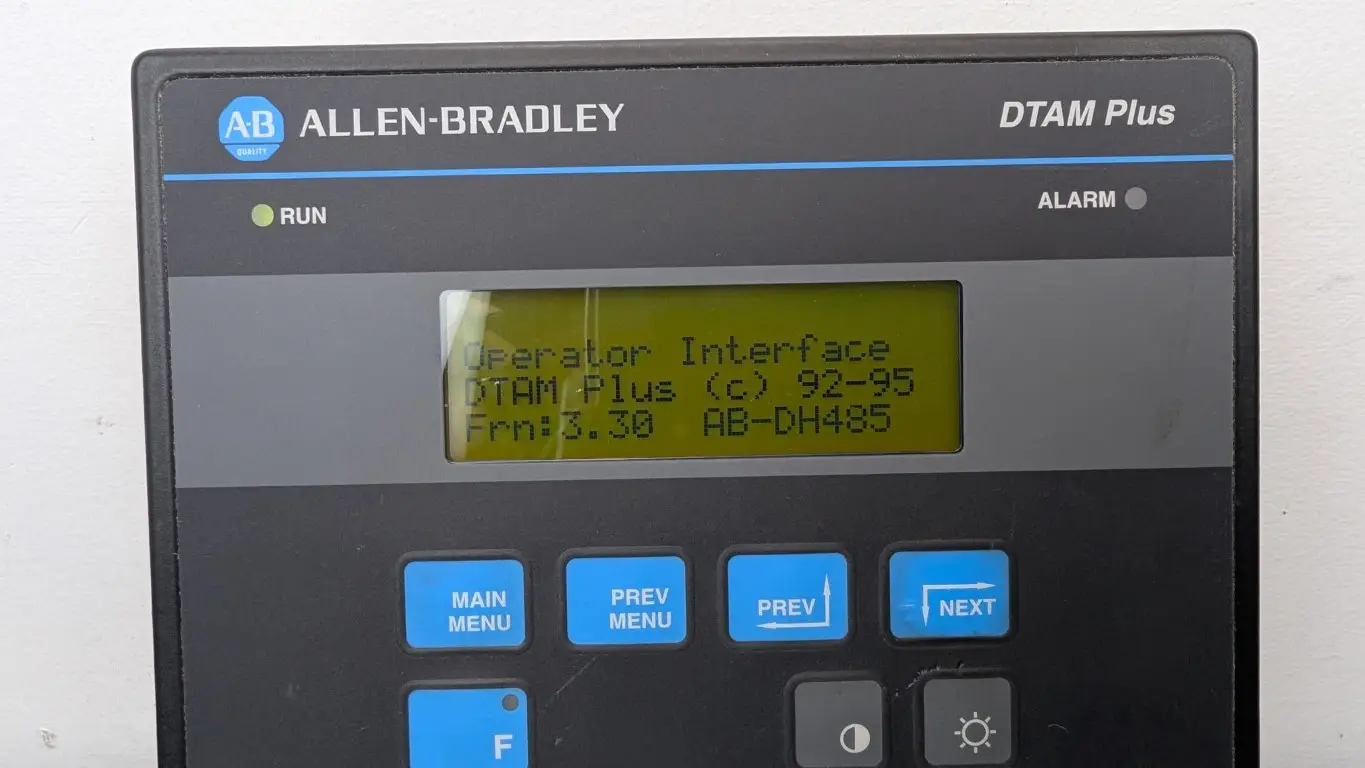 A·B
QUALITY
ALLEN-BRADLEY
DTAM Plus
RUN
ALARM
Operator Interface
DTAM Plus (c) 92-95
Frn:3.30 AB-DH485
MAIN
MENU
PREV
MENU
PREV
NEXT
F